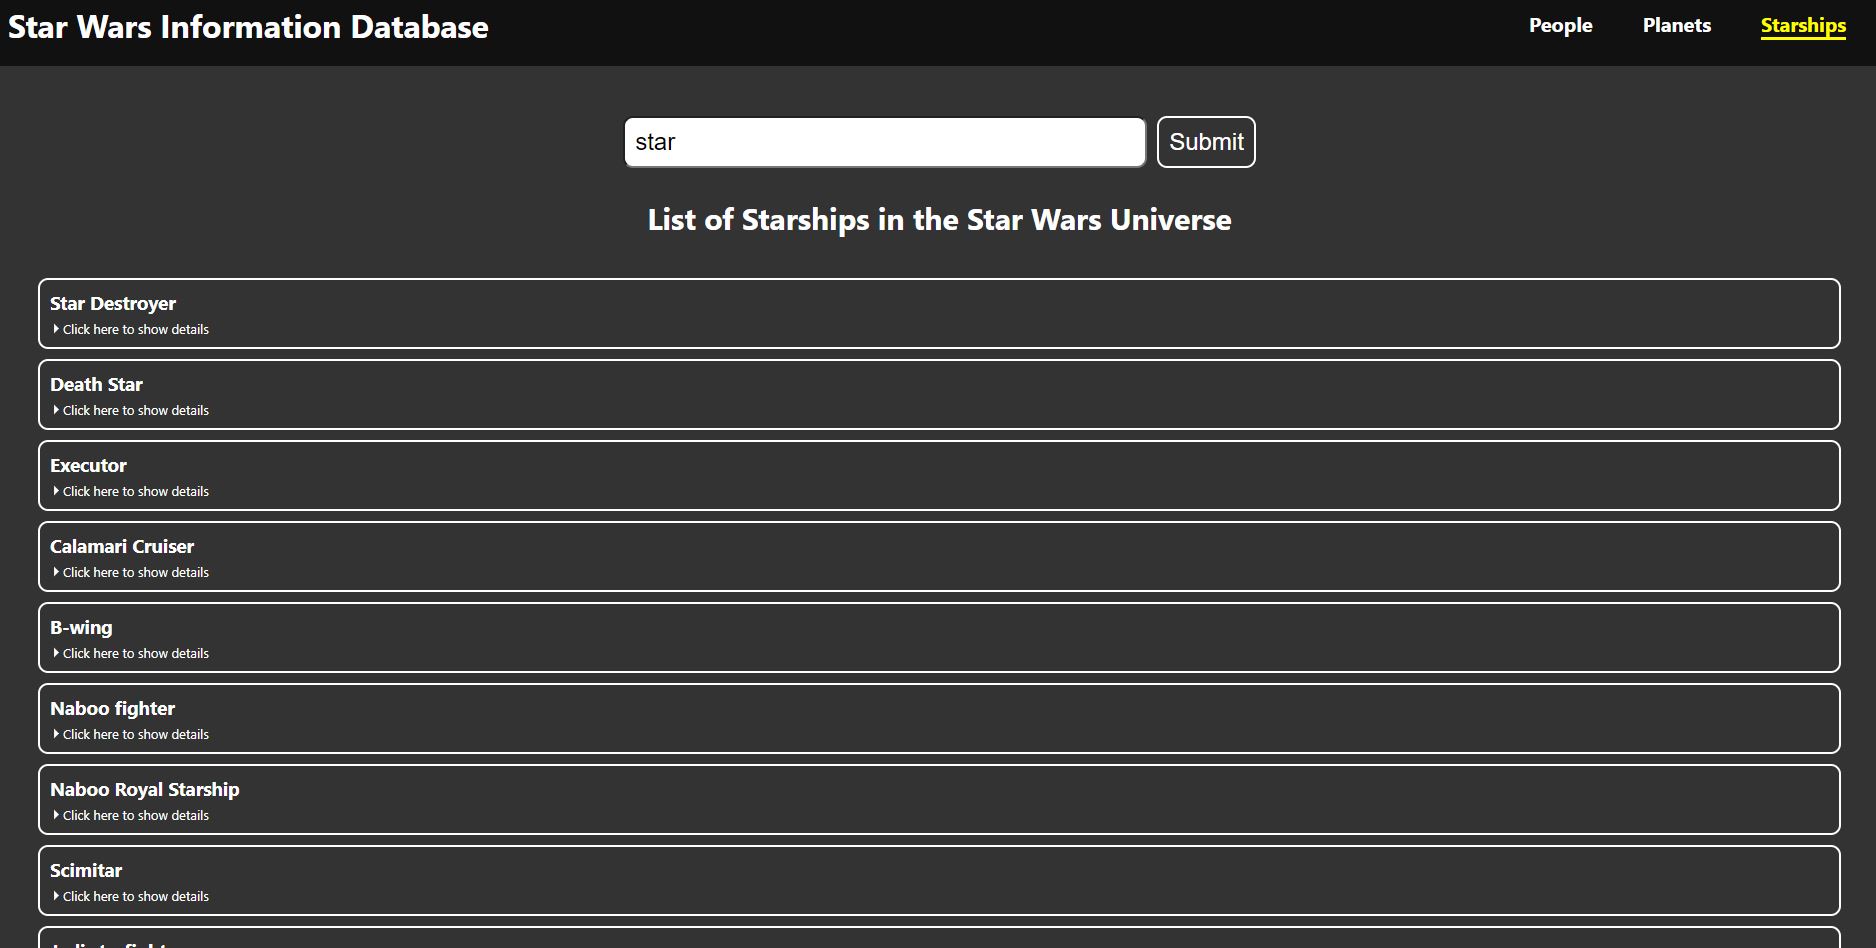 Star Wars Information Database
People Planets Starships
star Submit
List of Starships in the Star Wars Universe
Star Destroyer
Click here to show details
Death Star
Click here to show details
Executor
Click here to show details
Calamari Cruiser
Click here to show details
B-wing
Click here to show details
Naboo fighter
Click here to show details
Naboo Royal Starship
Click here to show details
Scimitar
Click here to show details